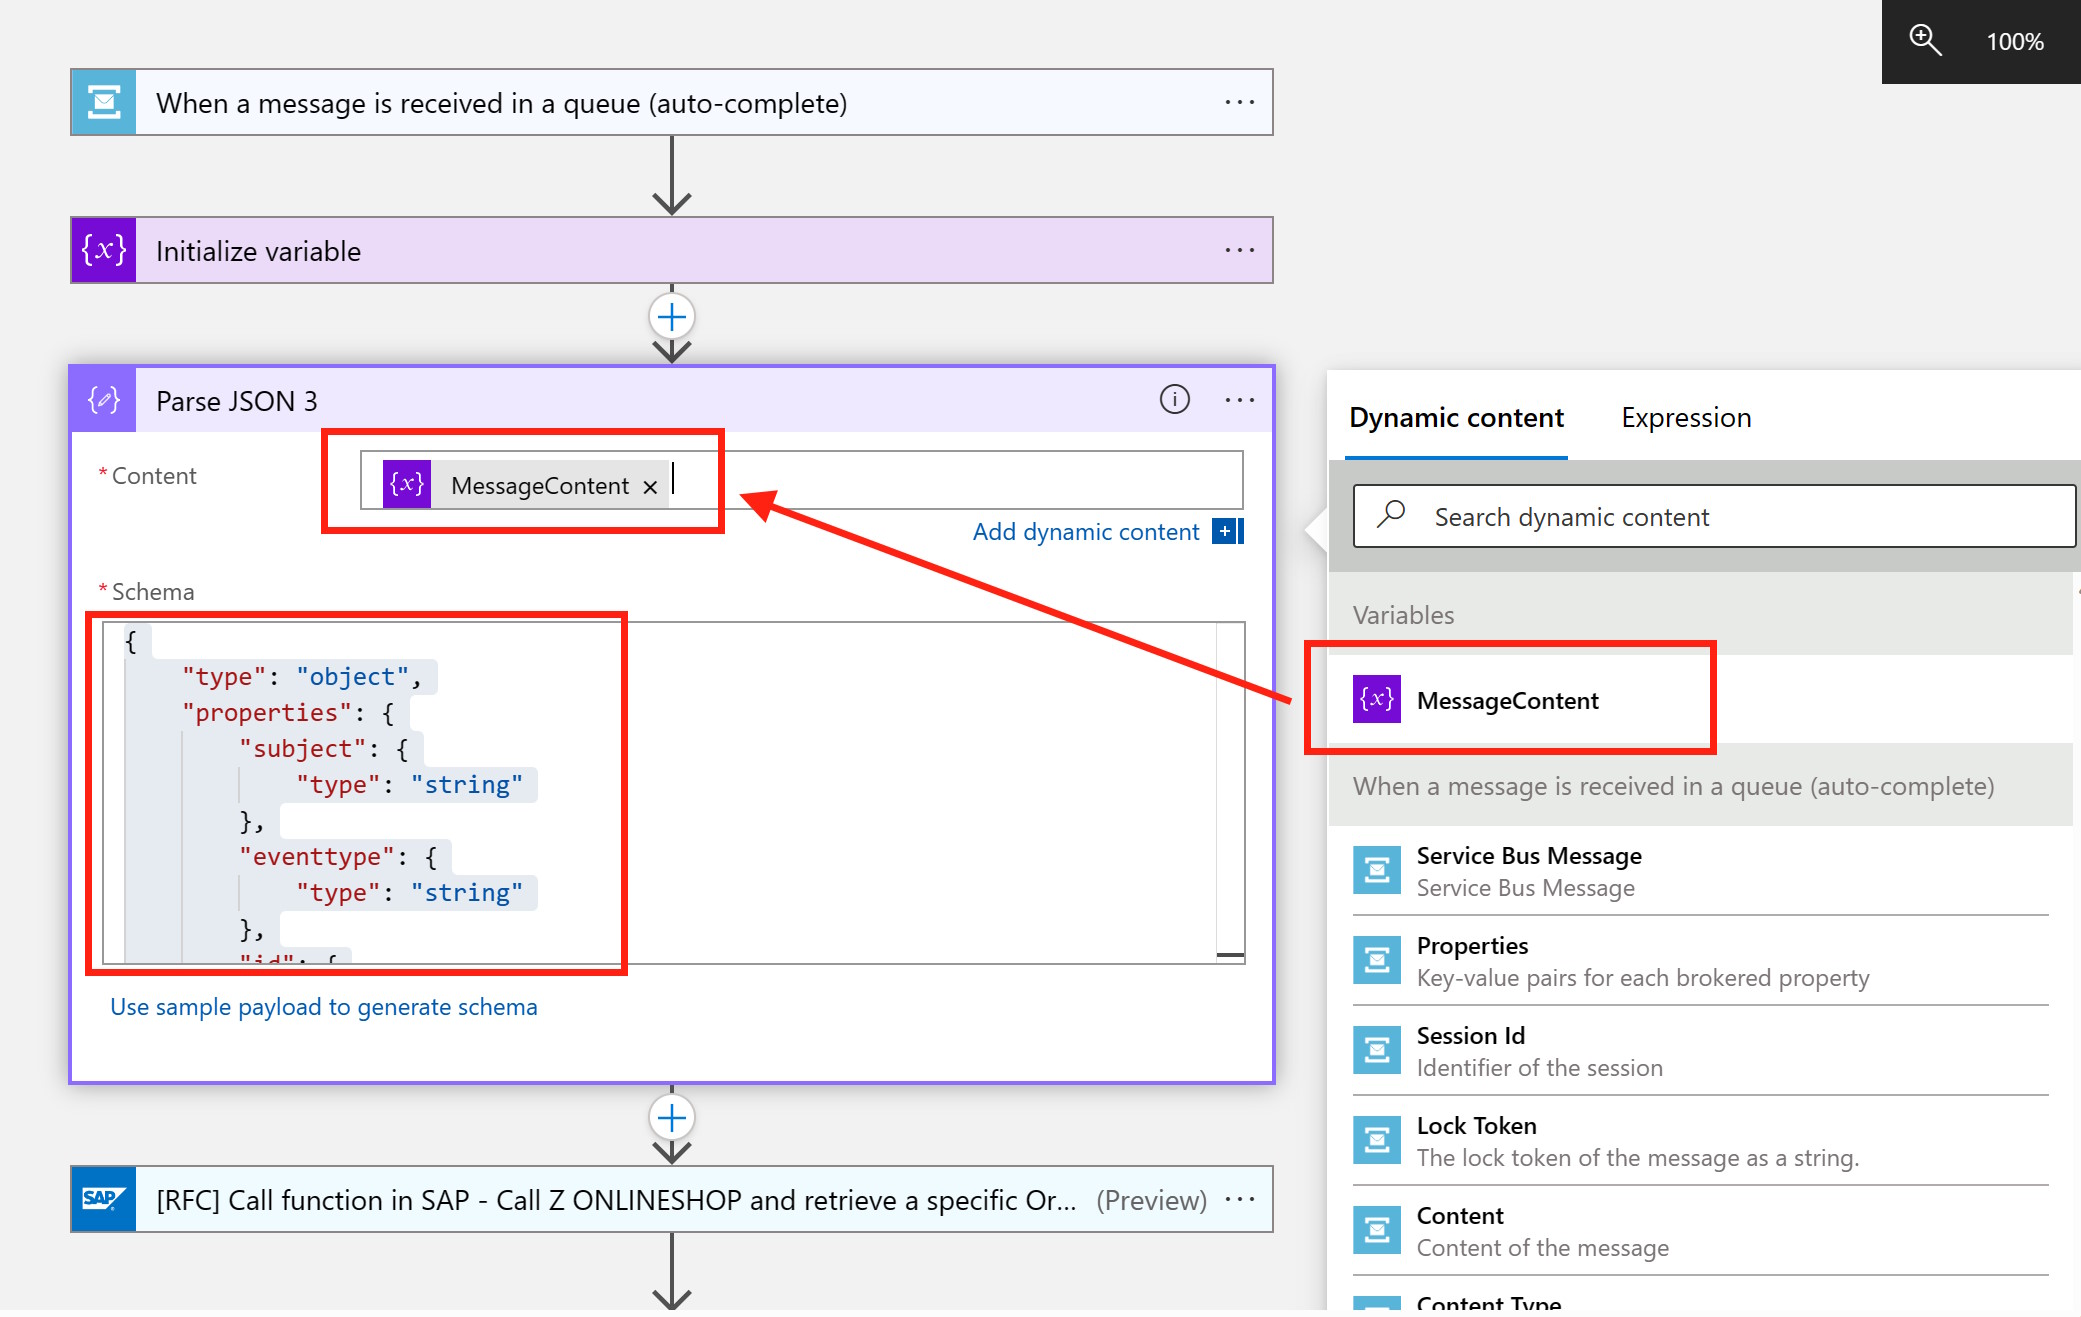 100%
When a message is received in a queue (auto-complete)
{x} Initialize variable
Parse JSON 3
* Content
{x} MessageContent ×
Add dynamic content
* Schema
{
"type": "object",
"properties": {
"subject": {
"type": "string"
},
"eventtype": {
"type": "string"
},
"id": {
Use sample payload to generate schema
SAP [RFC] Call function in SAP - Call Z ONLINESHOP and retrieve a specific Or... (Preview)
Dynamic content Expression
Search dynamic content
Variables
{x} MessageContent
When a message is received in a queue (auto-complete)
Service Bus Message
Service Bus Message
Properties
Key-value pairs for each brokered property
Session Id
Identifier of the session
Lock Token
The lock token of the message as a string.
Content
Content of the message
Content Type